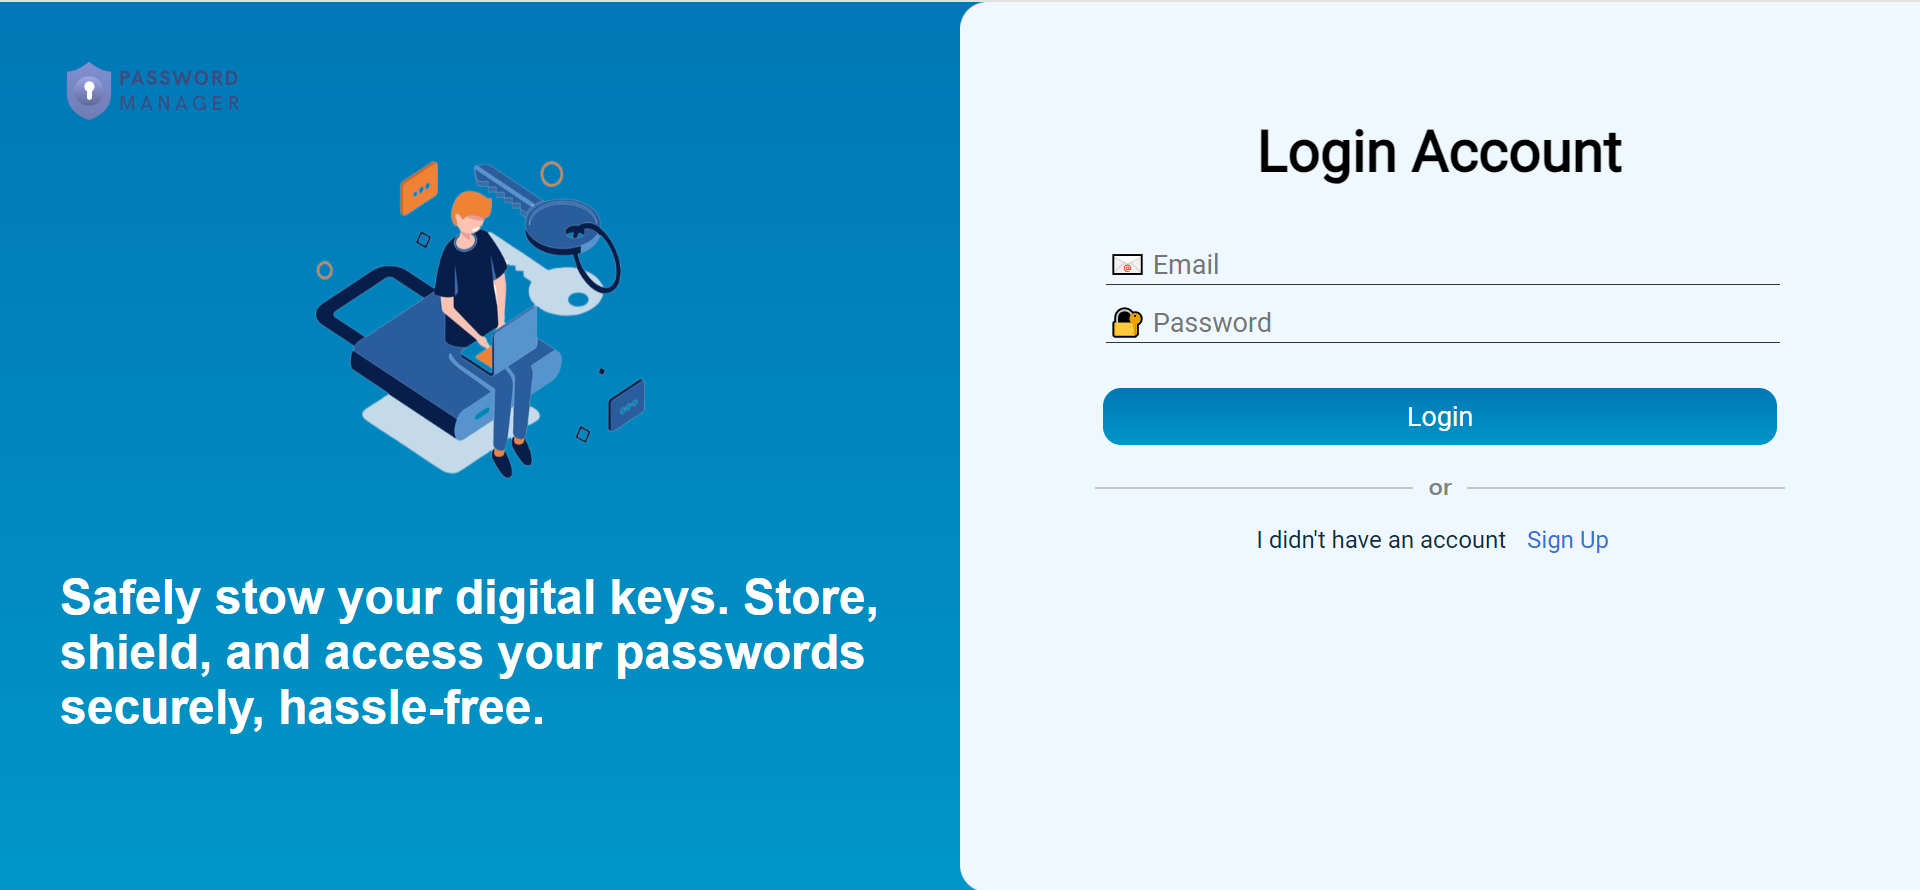 PASSWORD
MANAGER
Safely stow your digital keys. Store,
shield, and access your passwords
securely, hassle-free.
Login Account
Email
Password
Login
or
I didn't have an account Sign Up